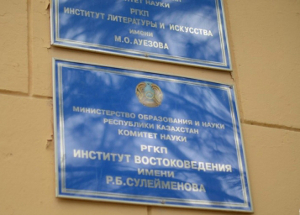 КОМИТЕТ НАУКИ
РГКП
ИНСТИТУТ ЛИТЕРАТУРЫ И ИСКУССТВА
ИМЕНИ
М.О.АУЕЗОВА
МИНИСТЕРСТВО ОБРАЗОВАНИЯ И НАУКИ
РЕСПУБЛИКИ КАЗАХСТАН
КОМИТЕТ НАУКИ
РГКП
ИНСТИТУТ ВОСТОКОВЕДЕНИЯ
ИМЕНИ
Р.Б.СУЛЕЙМЕНОВА